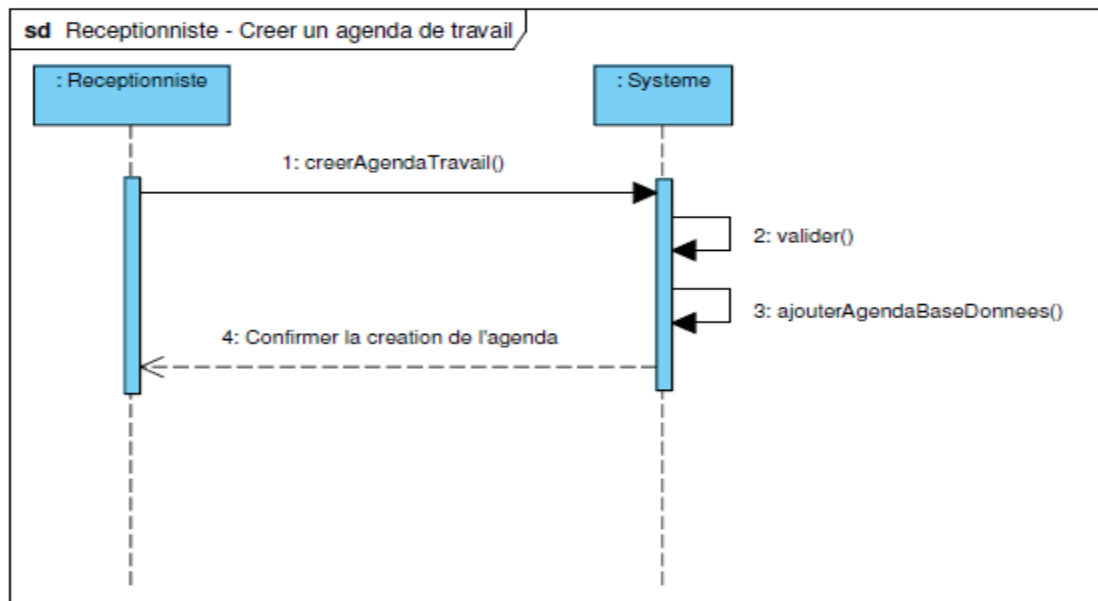 sd Receptionniste - Creer un agenda de travail
: Receptionniste
: Systeme
1: creerAgendaTravail()
2: valider()
3: ajouterAgendaBaseDonnees()
4: Confirmer la creation de l'agenda